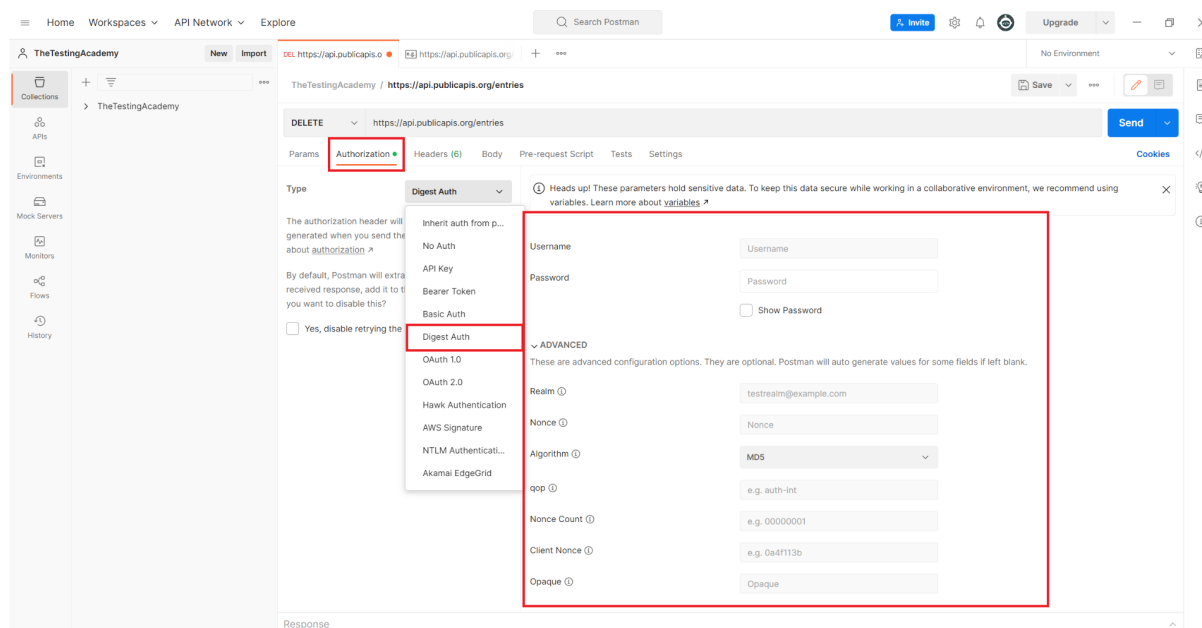 Home Workspaces API Network Explore
Search Postman
Invite
Upgrade
TheTestingAcademy
New Import
DEL https://api.publicapis.o
https://api.publicapis.org/
No Environment
Collections
APIs
Environments
Mock Servers
Monitors
Flows
History
TheTestingAcademy
TheTestingAcademy / https://api.publicapis.org/entries
Save
DELETE https://api.publicapis.org/entries
Send
Params Authorization Headers (6) Body Pre-request Script Tests Settings
Cookies
Type Digest Auth
The authorization header will
generated when you send the
about authorization
By default, Postman will extra
received response, add it to t
you want to disable this?
Yes, disable retrying the
Inherit auth from p...
No Auth
API Key
Bearer Token
Basic Auth
Digest Auth
OAuth 1.0
OAuth 2.0
Hawk Authentication
AWS Signature
NTLM Authenticati...
Akamai EdgeGrid
Heads up! These parameters hold sensitive data. To keep this data secure while working in a collaborative environment, we recommend using
variables. Learn more about variables
Username Username
Password Password
Show Password
ADVANCED
These are advanced configuration options. They are optional. Postman will auto generate values for some fields if left blank.
Realm testrealm@example.com
Nonce Nonce
Algorithm MD5
qop e.g. auth-int
Nonce Count e.g. 00000001
Client Nonce e.g. 0a4f113b
Opaque Opaque
Response